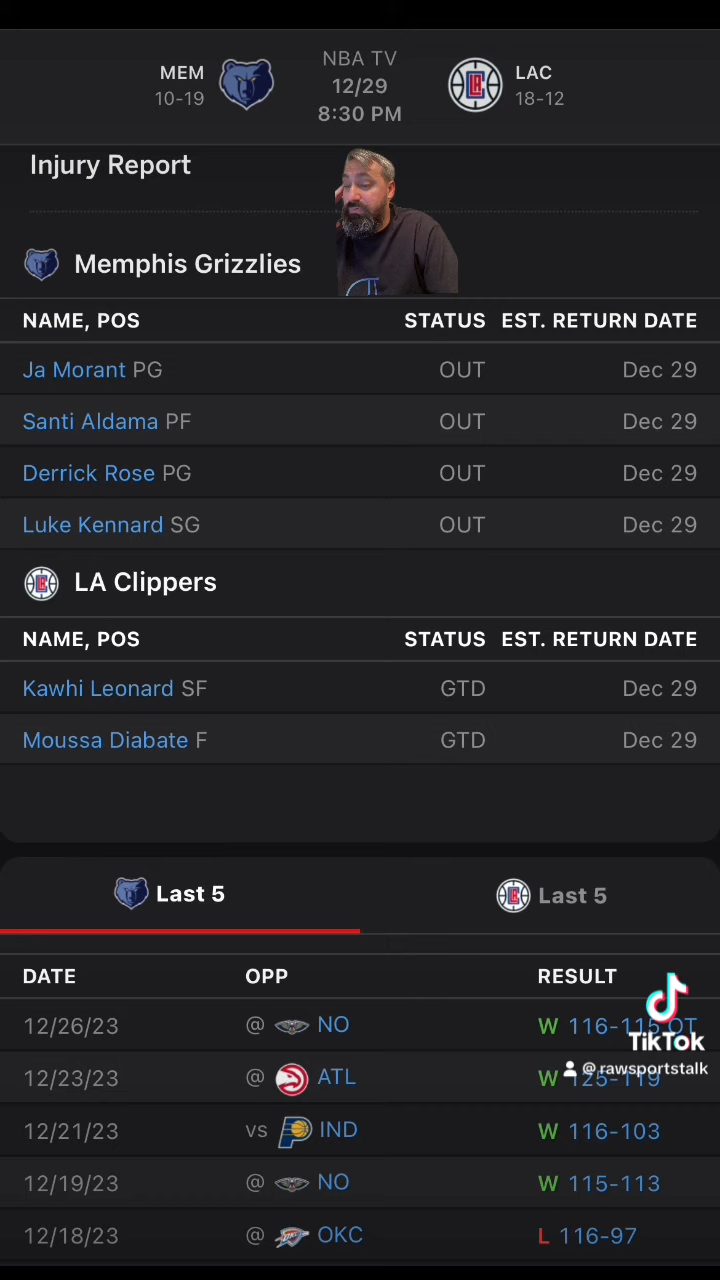 MEM
10-19
NBA TV
12/29
8:30 PM
LAC
18-12
Injury Report
Memphis Grizzlies
NAME, POS STATUS EST. RETURN DATE
Ja Morant PG OUT Dec 29
Santi Aldama PF OUT Dec 29
Derrick Rose PG OUT Dec 29
Luke Kennard SG OUT Dec 29
LA Clippers
NAME, POS STATUS EST. RETURN DATE
Kawhi Leonard SF GTD Dec 29
Moussa Diabate F GTD Dec 29
Last 5 Last 5
DATE OPP RESULT
12/26/23 @ NO W 116-115 OT
TikTok
@rawsportstalk
12/23/23 @ ATL W 125-119
12/21/23 vs IND W 116-103
12/19/23 @ NO W 115-113
12/18/23 @ OKC L 116-97